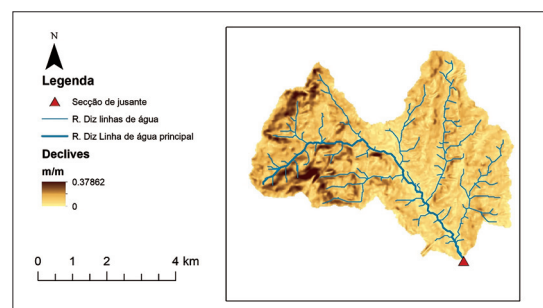 N
Legenda
Secção de jusante
R. Diz linhas de água
R. Diz Linha de água principal
Declives
m/m
0.37862
0
0 1 2 4 km